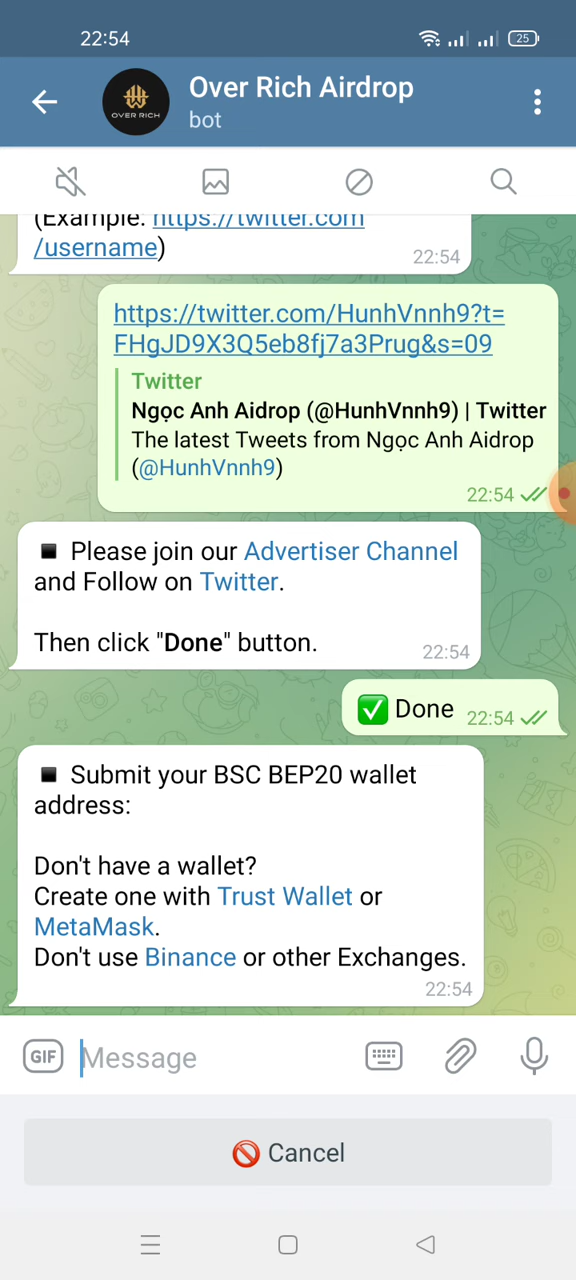 22:54
25
Over Rich Airdrop
OVER RICH
bot
(Example: https://twitter.com
/username)
22:54
https://twitter.com/HunhVnnh9?t=
FHgJD9X3Q5eb8fj7a3Prug&s=09
Twitter
Ngọc Anh Aidrop (@HunhVnnh9) | Twitter
The latest Tweets from Ngọc Anh Aidrop
(@HunhVnnh9)
22:54
Please join our Advertiser Channel
and Follow on Twitter.
Then click "Done" button.
22:54
Done 22:54
Submit your BSC BEP20 wallet
address:
Don't have a wallet?
Create one with Trust Wallet or
MetaMask.
Don't use Binance or other Exchanges.
22:54
GIF Message
Cancel